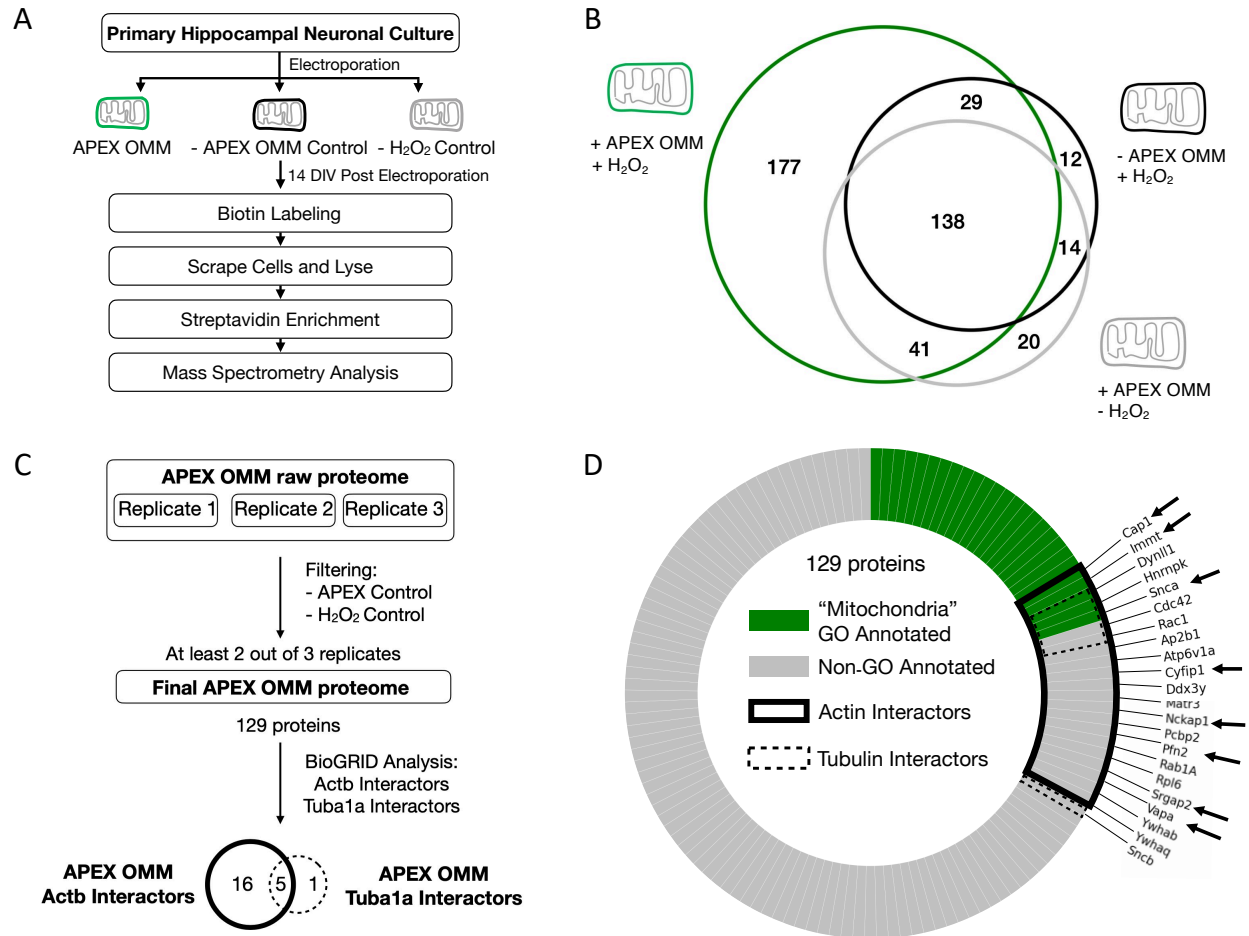 A
Primary Hippocampal Neuronal Culture
Electroporation
APEX OMM
- APEX OMM Control
- H₂O₂ Control
14 DIV Post Electroporation
Biotin Labeling
Scrape Cells and Lyse
Streptavidin Enrichment
Mass Spectrometry Analysis
B
+ APEX OMM
+ H₂O₂
29
177
12
138
14
41
20
- APEX OMM
+ H₂O₂
+ APEX OMM
- H₂O₂
C
APEX OMM raw proteome
Replicate 1
Replicate 2
Replicate 3
Filtering:
- APEX Control
- H₂O₂ Control
At least 2 out of 3 replicates
Final APEX OMM proteome
129 proteins
BioGRID Analysis:
Actb Interactors
Tuba1a Interactors
APEX OMM
Actb Interactors
16
5
1
APEX OMM
Tuba1a Interactors
D
129 proteins
“Mitochondria”
GO Annotated
Non-GO Annotated
Actin Interactors
Tubulin Interactors
Cap1
Immt
Dynll1
Hnrnpk
Snca
Cdc42
Rac1
Ap2b1
Atp6v1a
Cyfip1
Ddx3y
Matr3
Nckap1
Pcbp2
Pfn2
Rab1A
Rpl6
Srgap2
Vapa
Ywhab
Ywhaq
Sncb